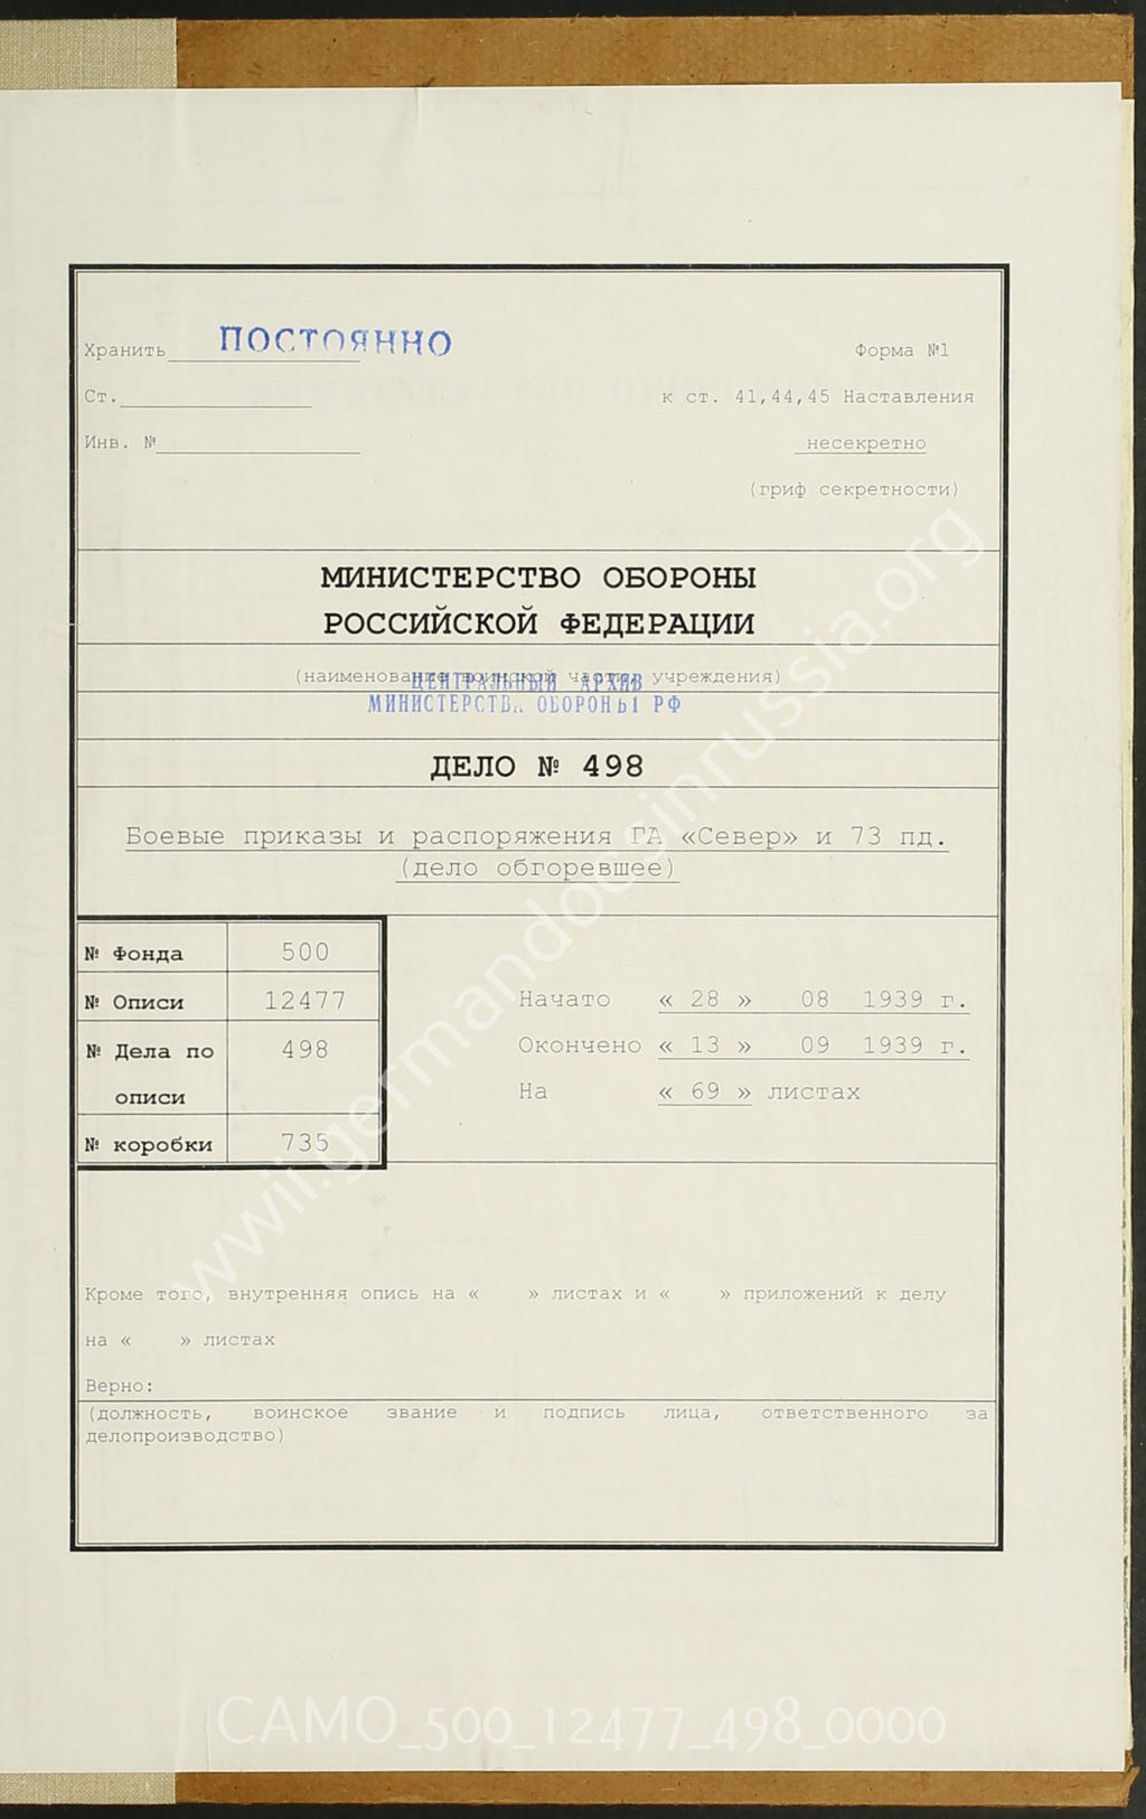 Хранить ПОСТОЯННО
Форма №1
Ст.
к ст. 41,44,45 Наставления
Инв. №
несекретно
(гриф секретности)
МИНИСТЕРСТВО ОБОРОНЫ
РОССИЙСКОЙ ФЕДЕРАЦИИ
(наименование воинской части, учреждения)
ЦЕНТРАЛЬНЫЙ АРХИВ
МИНИСТЕРСТВА ОБОРОНЫ РФ
ДЕЛО № 498
Боевые приказы и распоряжения ГА «Север» и 73 пд.
(дело обгоревшее)
№ Фонда 500
№ Описи 12477
№ Дела по 498
описи
№ коробки 735
Начато « 28 » 08 1939 г.
Окончено « 13 » 09 1939 г.
На « 69 » листах
Кроме того, внутренняя опись на « » листах и « » приложений к делу
на « » листах
Верно:
(должность, воинское звание и подпись лица, ответственного за
делопроизводство)
wwii.germandocsinrussia.org
CAMO_500_12477_498_0000